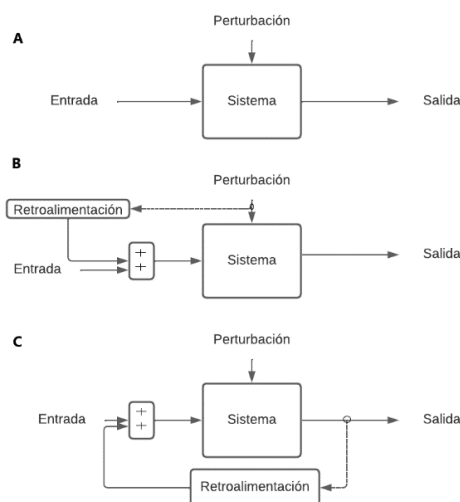 A
Perturbación
Entrada
Sistema
Salida
B
Perturbación
Retroalimentación
+
+
Entrada
Sistema
Salida
C
Perturbación
Entrada
+
+
Sistema
Salida
Retroalimentación